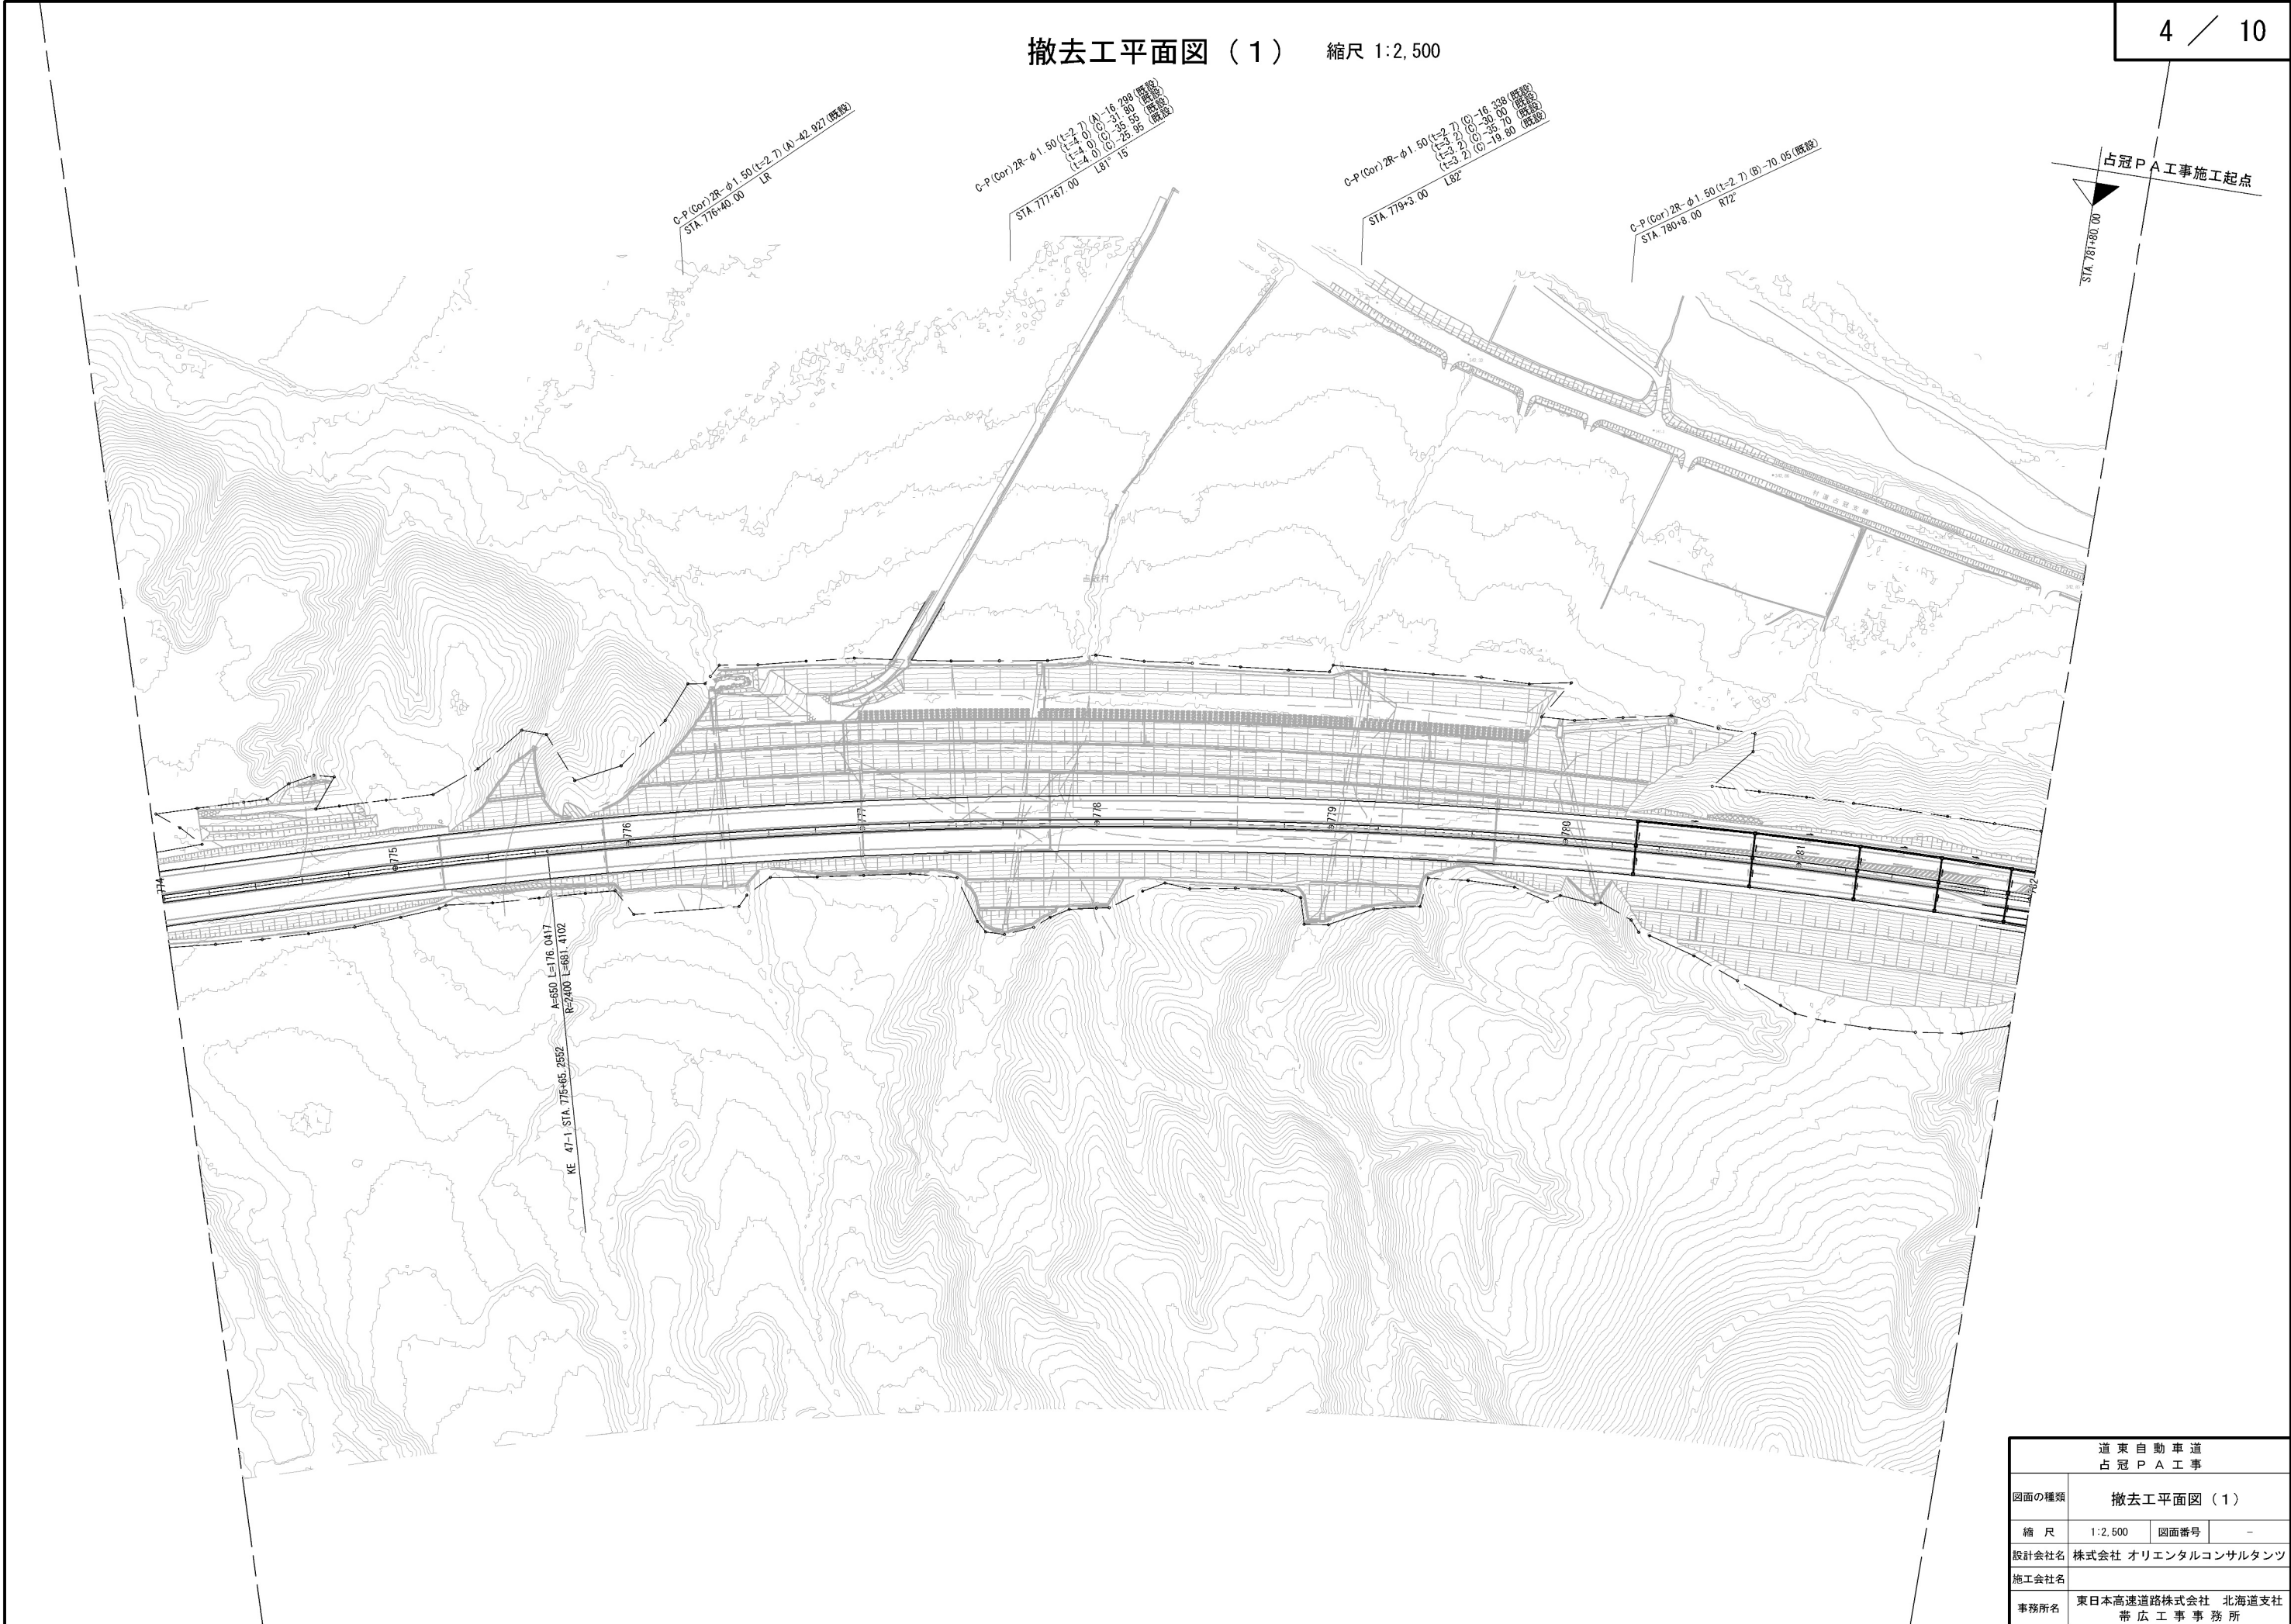 4 ／ 10
撤去工平面図（１） 縮尺 1:2,500
C-P(Cor)2R-φ1.50(t=2.7)(A)-42.927(既設)
STA.776+40.00 LR
C-P(Cor)2R-φ1.50(t=2.7)(A)-16.298(既設)
(t=4.0)(C)-31.80 (既設)
(t=4.0)(C)-35.55 (既設)
(t=4.0)(C)-25.95 (既設)
STA.777+67.00 L81° 15′
C-P(Cor)2R-φ1.50(t=2.7)(C)-16.338(既設)
(t=3.2)(C)-30.00 (既設)
(t=3.2)(C)-35.70 (既設)
(t=3.2)(C)-19.80 (既設)
STA.779+3.00 L82°
C-P(Cor)2R-φ1.50(t=2.7)(B)-70.05(既設)
STA.780+8.00 R72°
占冠ＰＡ工事施工起点
STA.781+80.00
村道占冠支線
占冠村
774
775
776
777
778
779
780
781
782
A=650 L=176.0417
R=2400 L=681.4102
KE 47-1 STA.775+65.2552
道東自動車道
占冠ＰＡ工事
図面の種類 撤去工平面図（１）
縮尺 1:2,500 図面番号 －
設計会社名 株式会社 オリエンタルコンサルタンツ
施工会社名
事務所名 東日本高速道路株式会社 北海道支社
帯広工事事務所